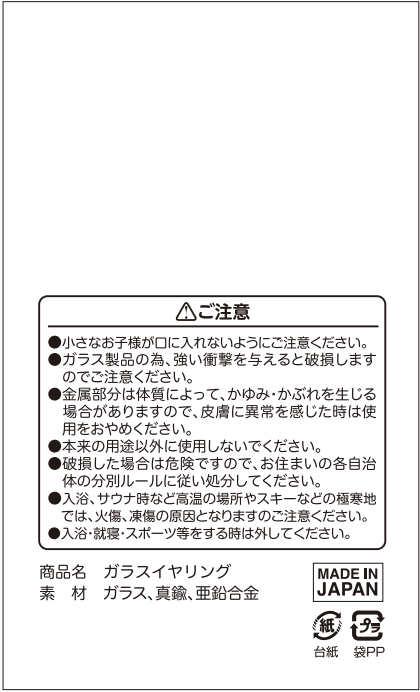 ⚠ご注意
●小さなお子様が口に入れないようにご注意ください。
●ガラス製品の為、強い衝撃を与えると破損します
のでご注意ください。
●金属部分は体質によって、かゆみ・かぶれを生じる
場合がありますので、皮膚に異常を感じた時は使
用をおやめください。
●本来の用途以外に使用しないでください。
●破損した場合は危険ですので、お住まいの各自治
体の分別ルールに従い処分してください。
●入浴、サウナ時など高温の場所やスキーなどの極寒地
では、火傷、凍傷の原因となりますのご注意ください。
●入浴・就寝・スポーツ等をする時は外してください。
商品名 ガラスイヤリング
素 材 ガラス、真鍮、亜鉛合金
MADE IN
JAPAN
紙 プラ
台紙 袋PP